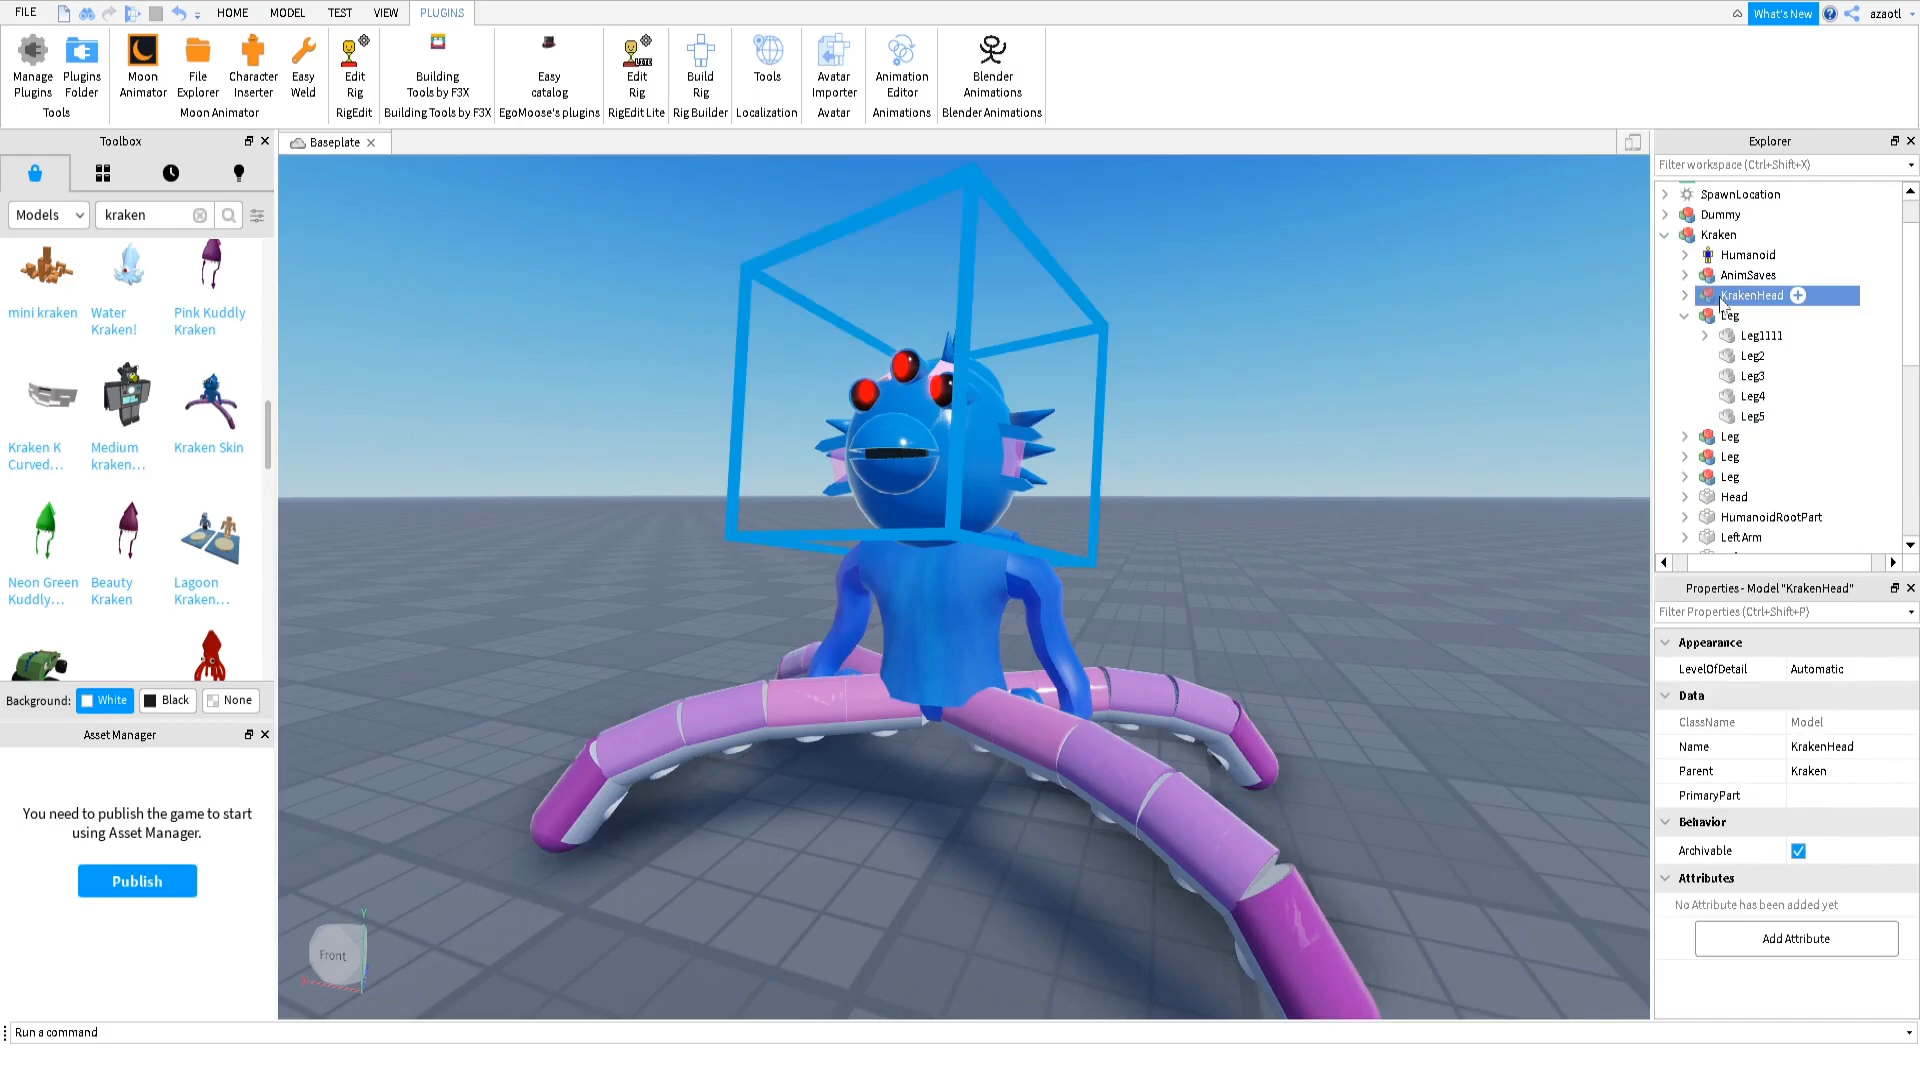 FILE HOME MODEL TEST VIEW PLUGINS What's New azaotl
Manage Plugins
Plugins Folder
Tools
Moon Animator
File Explorer
Character Inserter
Easy Weld
Moon Animator
Edit Rig
RigEdit
Building Tools by F3X
Building Tools by F3X
Easy catalog
EgoMoose's plugins
LITE
Edit Rig
RigEdit Lite
Build Rig
Rig Builder
Tools
Localization
Avatar Importer
Avatar
Animation Editor
Animations
Blender Animations
Blender Animations
Toolbox
Models kraken
mini kraken
Water Kraken!
Pink Kuddly Kraken
Kraken K Curved...
Medium kraken...
Kraken Skin
Neon Green Kuddly...
Beauty Kraken
Lagoon Kraken...
Background: White Black None
Asset Manager
You need to publish the game to start
using Asset Manager.
Publish
Baseplate
Front
Y
Explorer
Filter workspace (Ctrl+Shift+X)
SpawnLocation
Dummy
Kraken
Humanoid
AnimSaves
KrakenHead
Leg
Leg1111
Leg2
Leg3
Leg4
Leg5
Leg
Leg
Leg
Head
HumanoidRootPart
Left Arm
Properties - Model "KrakenHead"
Filter Properties (Ctrl+Shift+P)
Appearance
LevelOfDetail Automatic
Data
ClassName Model
Name KrakenHead
Parent Kraken
PrimaryPart
Behavior
Archivable
Attributes
No Attribute has been added yet
Add Attribute
Run a command